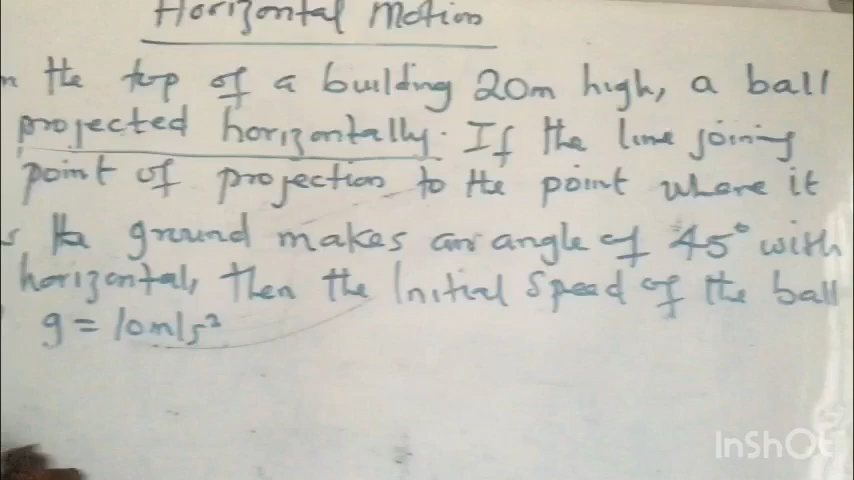 Horizontal Motion
n the top of a building 20m high, a ball
projected horizontally. If the line joining
point of projection to the point where it
s the ground makes an angle of 45° with
horizontal, then the Initial Speed of the ball
g = 10m/s²
InShOt